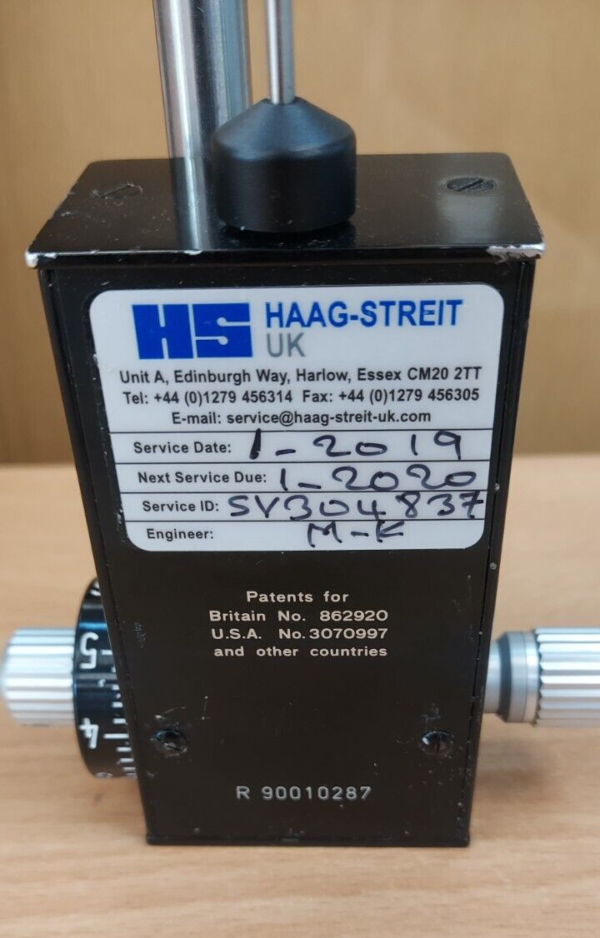 HS HAAG-STREIT
UK
Unit A, Edinburgh Way, Harlow, Essex CM20 2TT
Tel: +44 (0)1279 456314 Fax: +44 (0)1279 456305
E-mail: service@haag-streit-uk.com
Service Date: 1-2019
Next Service Due: 1-2020
Service ID: SV304837
Engineer: M-K
Patents for
Britain No. 862920
U.S.A. No.3070997
and other countries
5
4
R 90010287